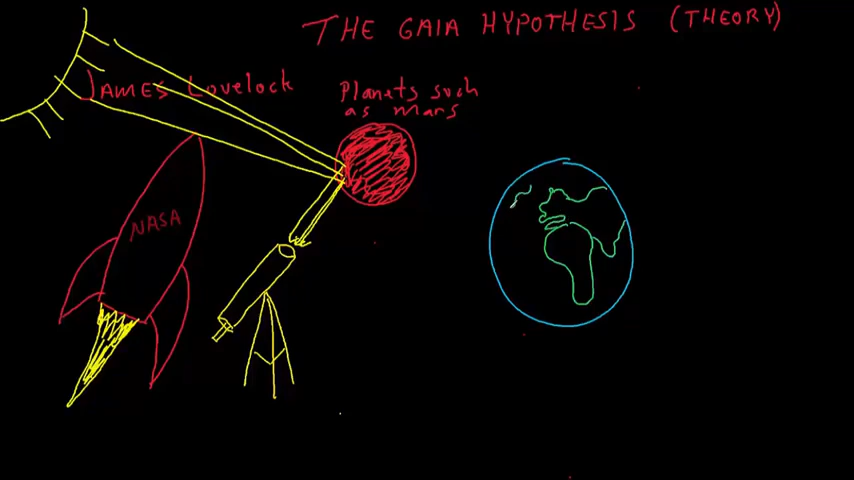 THE GAIA HYPOTHESIS (THEORY)
JAMES Lovelock
Planets such
as mars
NASA